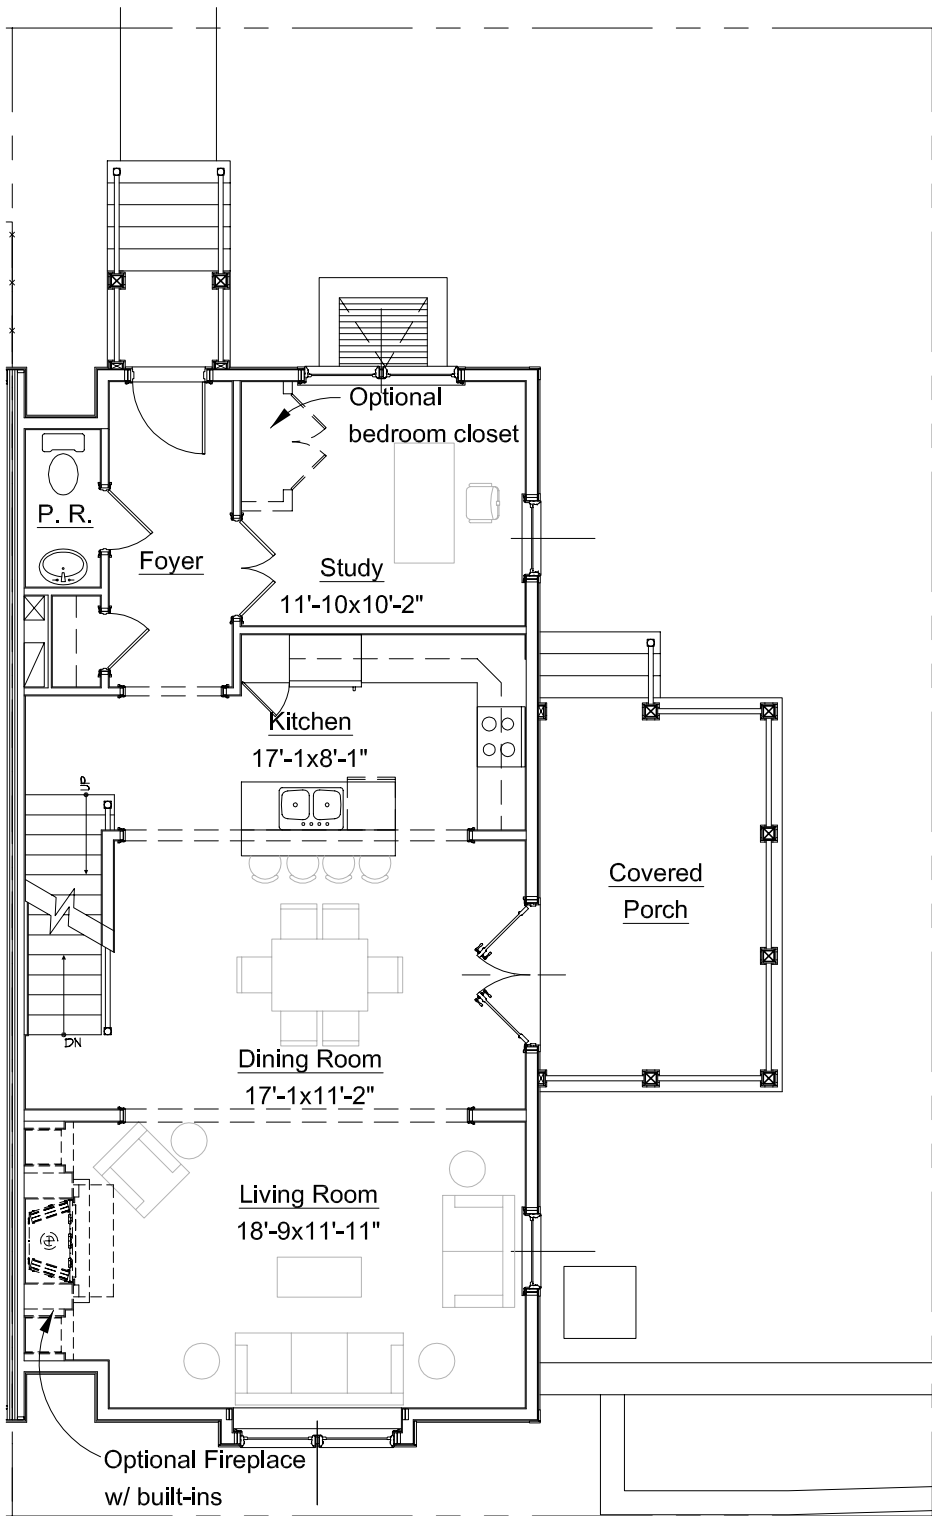 Optional
bedroom closet
P. R.
Foyer
Study
11'-10x10'-2"
Kitchen
17'-1x8'-1"
UP
Covered
Porch
DN
Dining Room
17'-1x11'-2"
Living Room
18'-9x11'-11"
Optional Fireplace
w/ built-ins